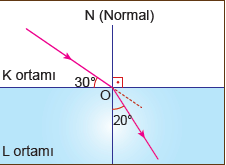 N (Normal)
K ortamı
30°
O
20°
L ortamı